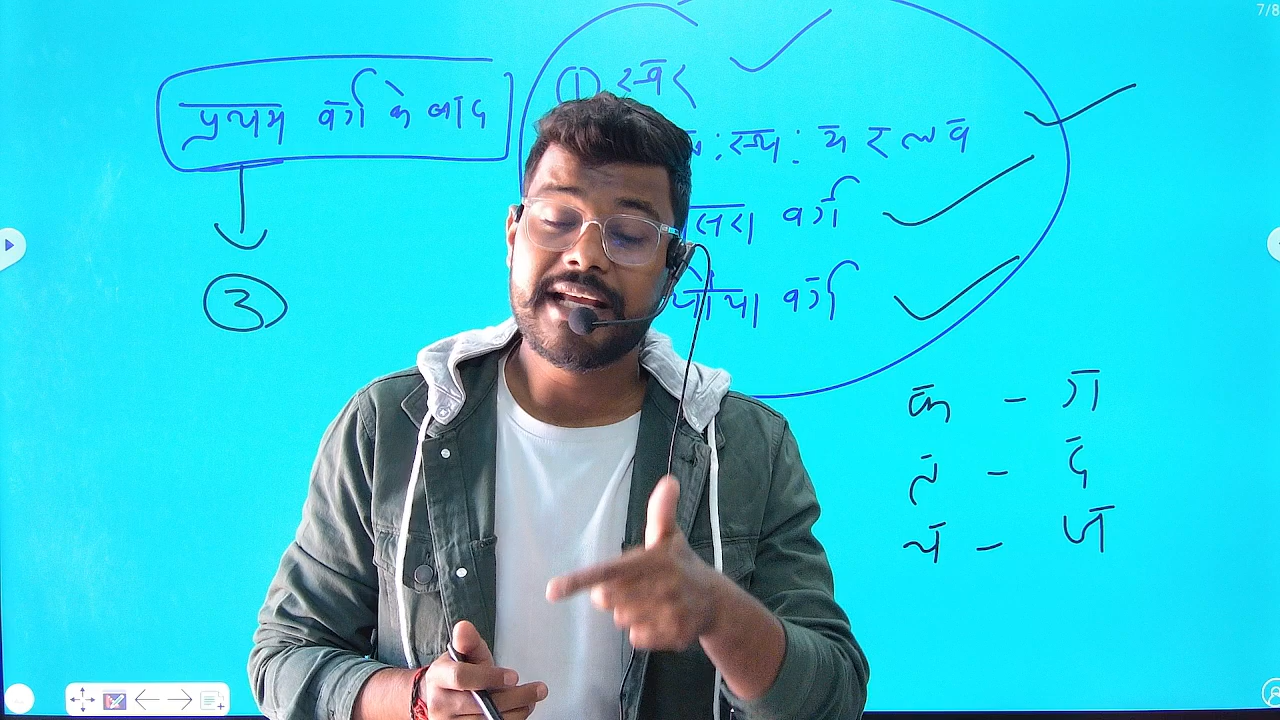 7/8
प्रथम वर्ग के बाद
① स्वर
: य र ल व
वर्ग
वर्ग
3
क - ग
त - द
च - ज